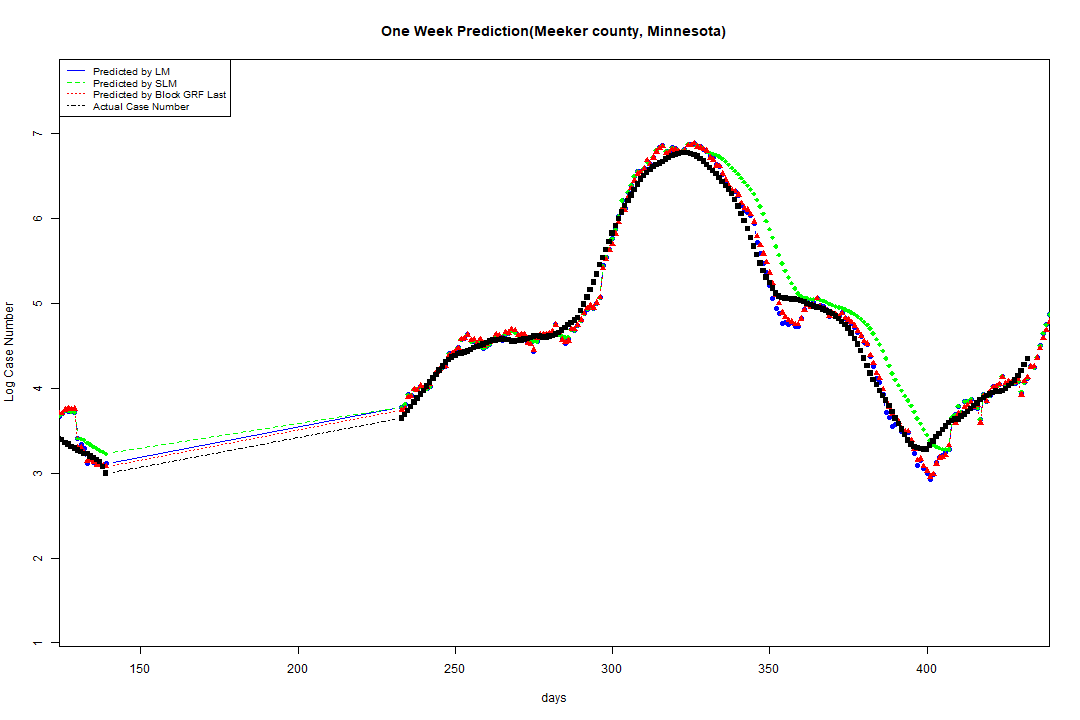 One Week Prediction(Meeker county, Minnesota)
Predicted by LM
Predicted by SLM
Predicted by Block GRF Last
Actual Case Number
7
6
5
4
3
2
1
Log Case Number
150 200 250 300 350 400
days